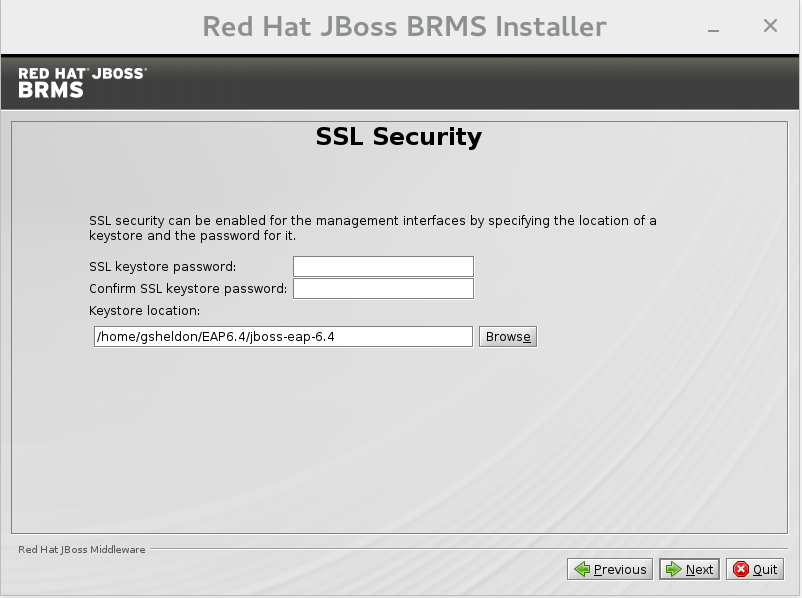 Red Hat JBoss BRMS Installer
RED HAT® JBOSS®
BRMS
SSL Security
SSL security can be enabled for the management interfaces by specifying the location of a
keystore and the password for it.
SSL keystore password:
Confirm SSL keystore password:
Keystore location:
/home/gsheldon/EAP6.4/jboss-eap-6.4 Browse
Red Hat JBoss Middleware
Previous Next Quit